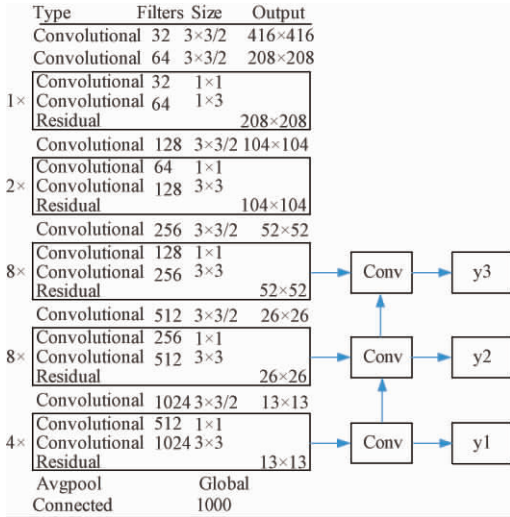 Type Filters Size Output
Convolutional 32 3×3/2 416×416
Convolutional 64 3×3/2 208×208
1× Convolutional 32 1×1
Convolutional 64 1×3
Residual 208×208
Convolutional 128 3×3/2 104×104
2× Convolutional 64 1×1
Convolutional 128 3×3
Residual 104×104
Convolutional 256 3×3/2 52×52
8× Convolutional 128 1×1
Convolutional 256 3×3
Residual 52×52
Conv y3
Convolutional 512 3×3/2 26×26
8× Convolutional 256 1×1
Convolutional 512 3×3
Residual 26×26
Conv y2
Convolutional 1024 3×3/2 13×13
4× Convolutional 512 1×1
Convolutional 1024 3×3
Residual 13×13
Conv y1
Avgpool Global
Connected 1000